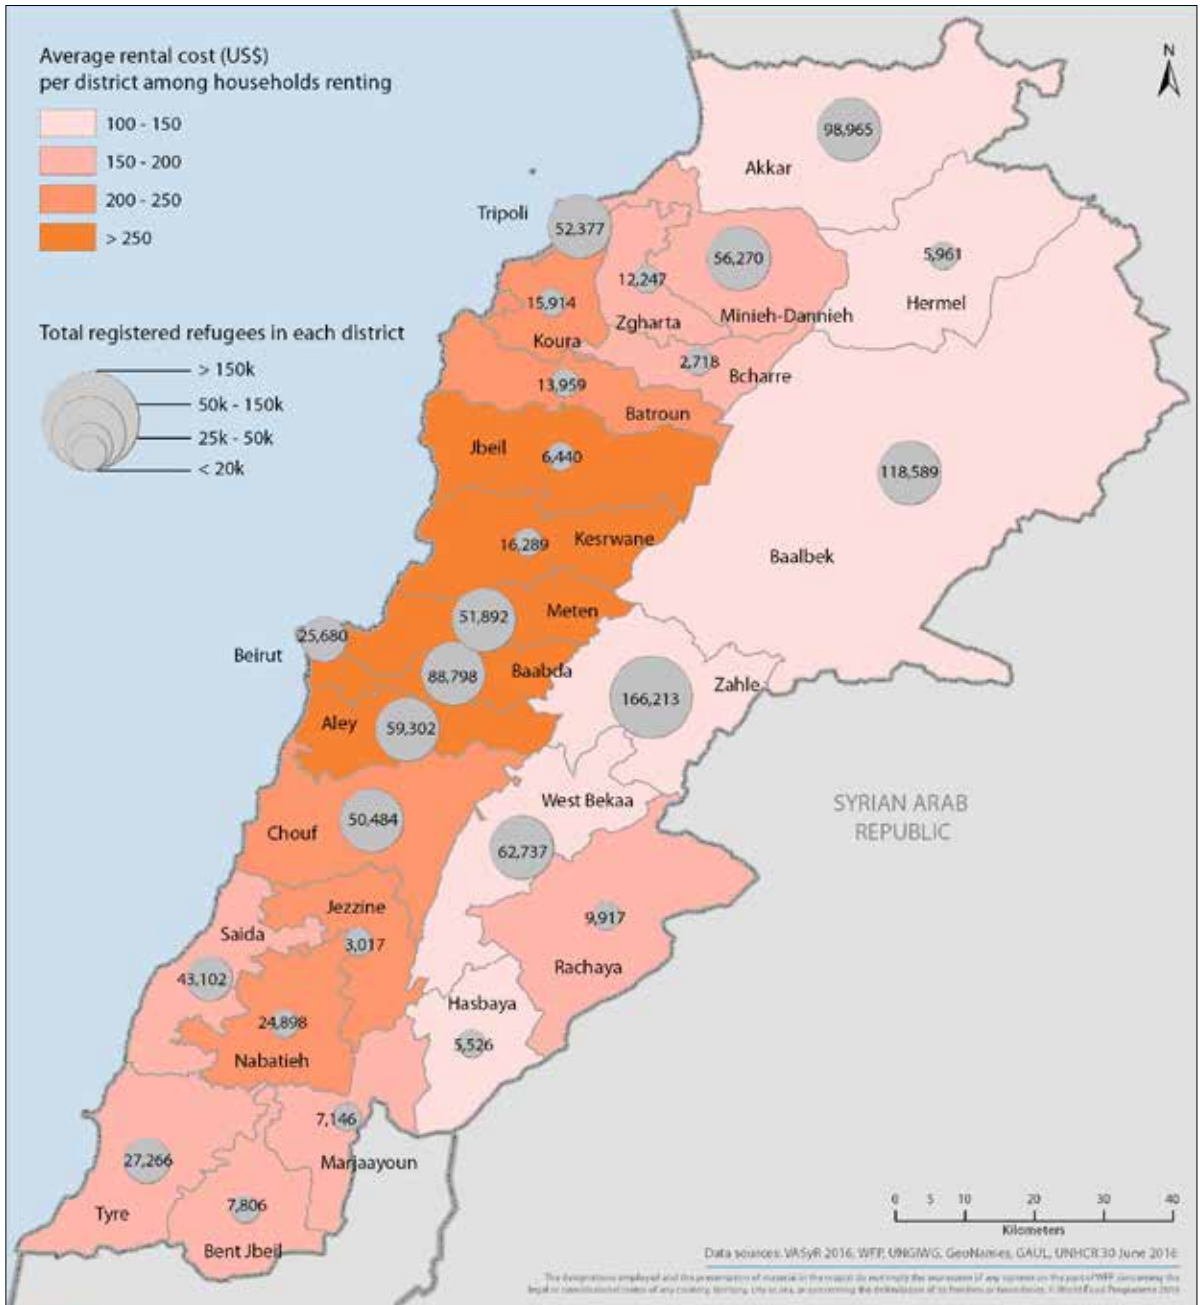 Average rental cost (US$)
per district among households renting
100 - 150
150 - 200
200 - 250
> 250
Total registered refugees in each district
> 150k
50k - 150k
25k - 50k
< 20k
N
98,965
Akkar
Tripoli
52,377
56,270
5,961
12,247
15,914
Hermel
Minieh-Dannieh
Zgharta
Koura
2,718
Bcharre
13,959
Batroun
Jbeil
6,440
118,589
16,289
Kesrwane
Baalbek
51,892
Meten
25,680
Beirut
88,798
Baabda
Zahle
166,213
Aley
59,302
West Bekaa
SYRIAN ARAB
REPUBLIC
Chouf
50,484
62,737
Jezzine
9,917
Saida
3,017
Rachaya
43,102
Hasbaya
24,898
5,526
Nabatieh
7,146
Marjaayoun
27,266
7,806
Tyre
Bent Jbeil
0 5 10 20 30 40
Kilometers
Data sources: VASyR 2016, WFP, UNGIWG, GeoNames, GAUL, UNHCR 30 June 2016